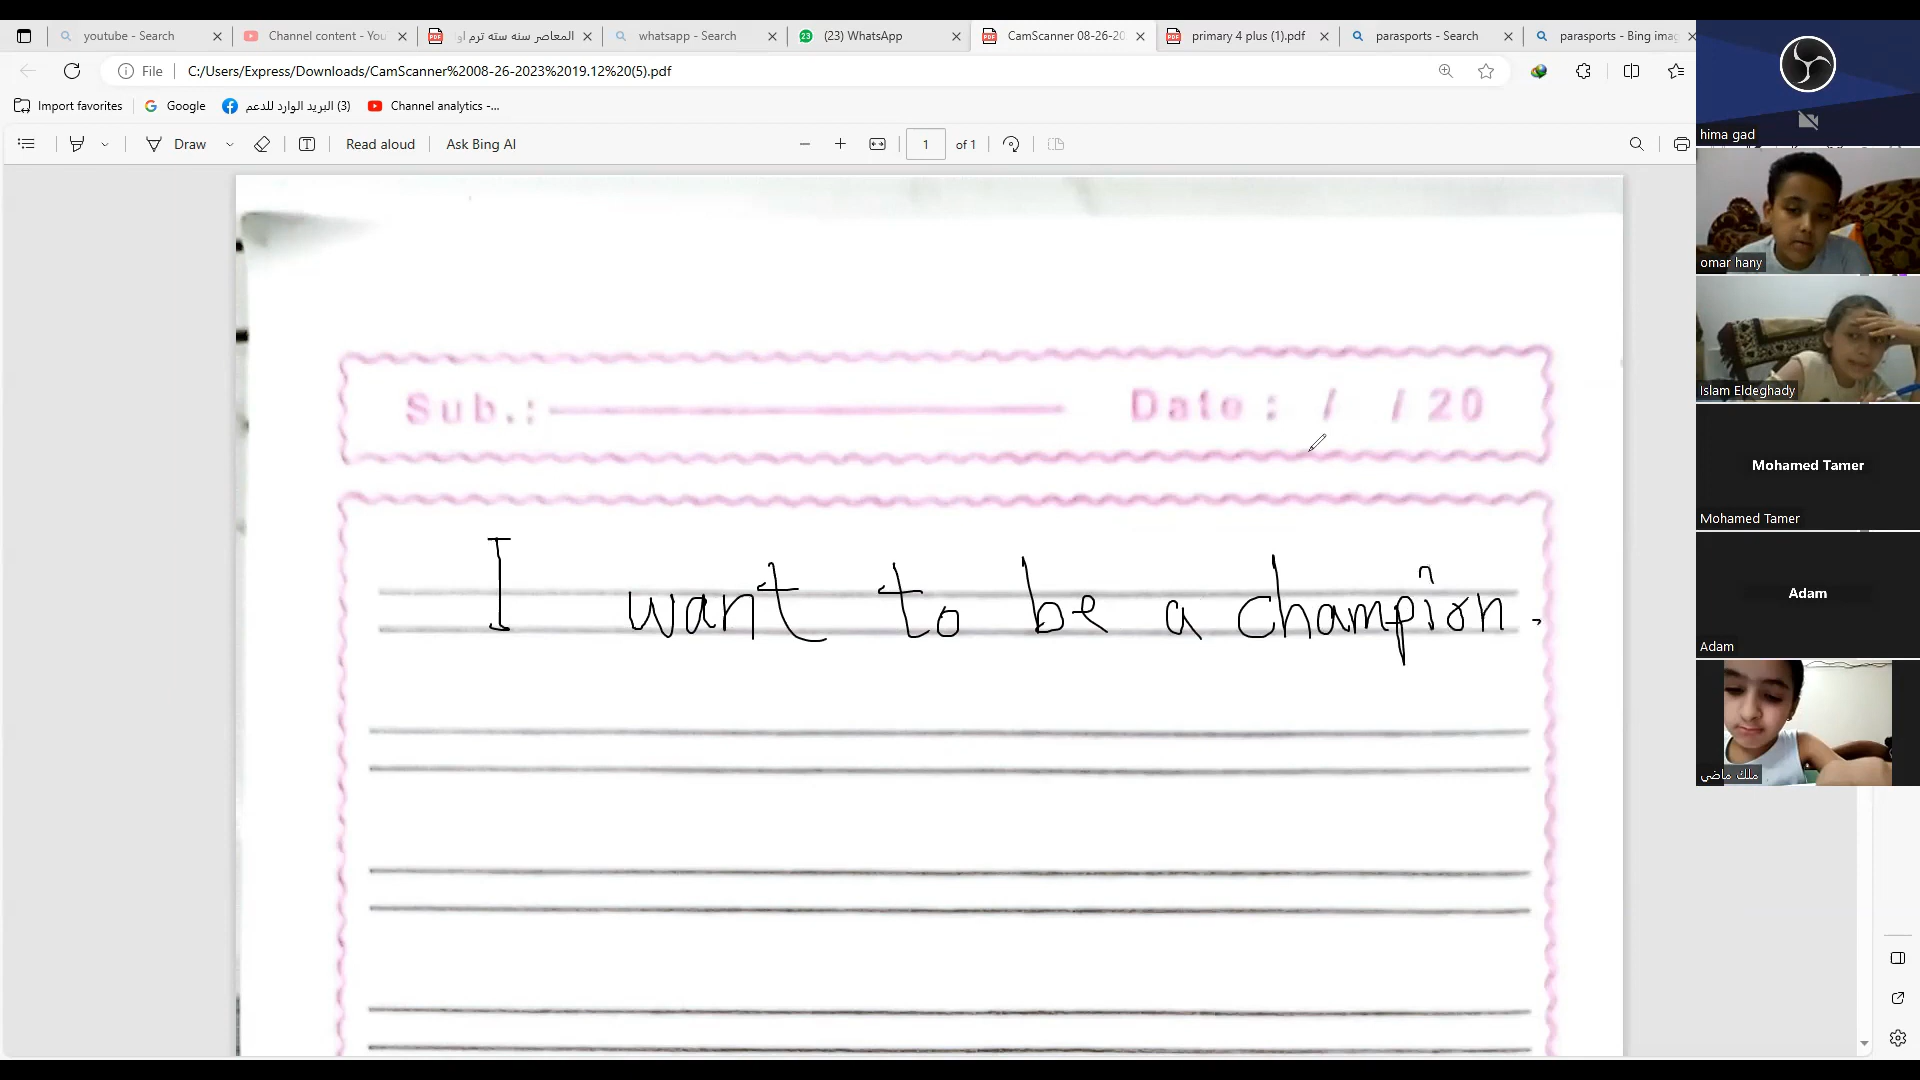 youtube - Search
Channel content - You
المعاصر سنه سته ترم اول
whatsapp - Search
(23) WhatsApp
CamScanner 08-26-20
primary 4 plus (1).pdf
parasports - Search
parasports - Bing imag
File
C:/Users/Express/Downloads/CamScanner%2008-26-2023%2019.12%20(5).pdf
Import favorites
Google
(3) البريد الوارد للدعم
Channel analytics -...
Draw
Read aloud
Ask Bing AI
1
of 1
Sub.:
Date: / / 20
I want to be a champion.
hima gad
omar hany
Islam Eldeghady
Mohamed Tamer
Mohamed Tamer
Adam
Adam
ملك ماضي